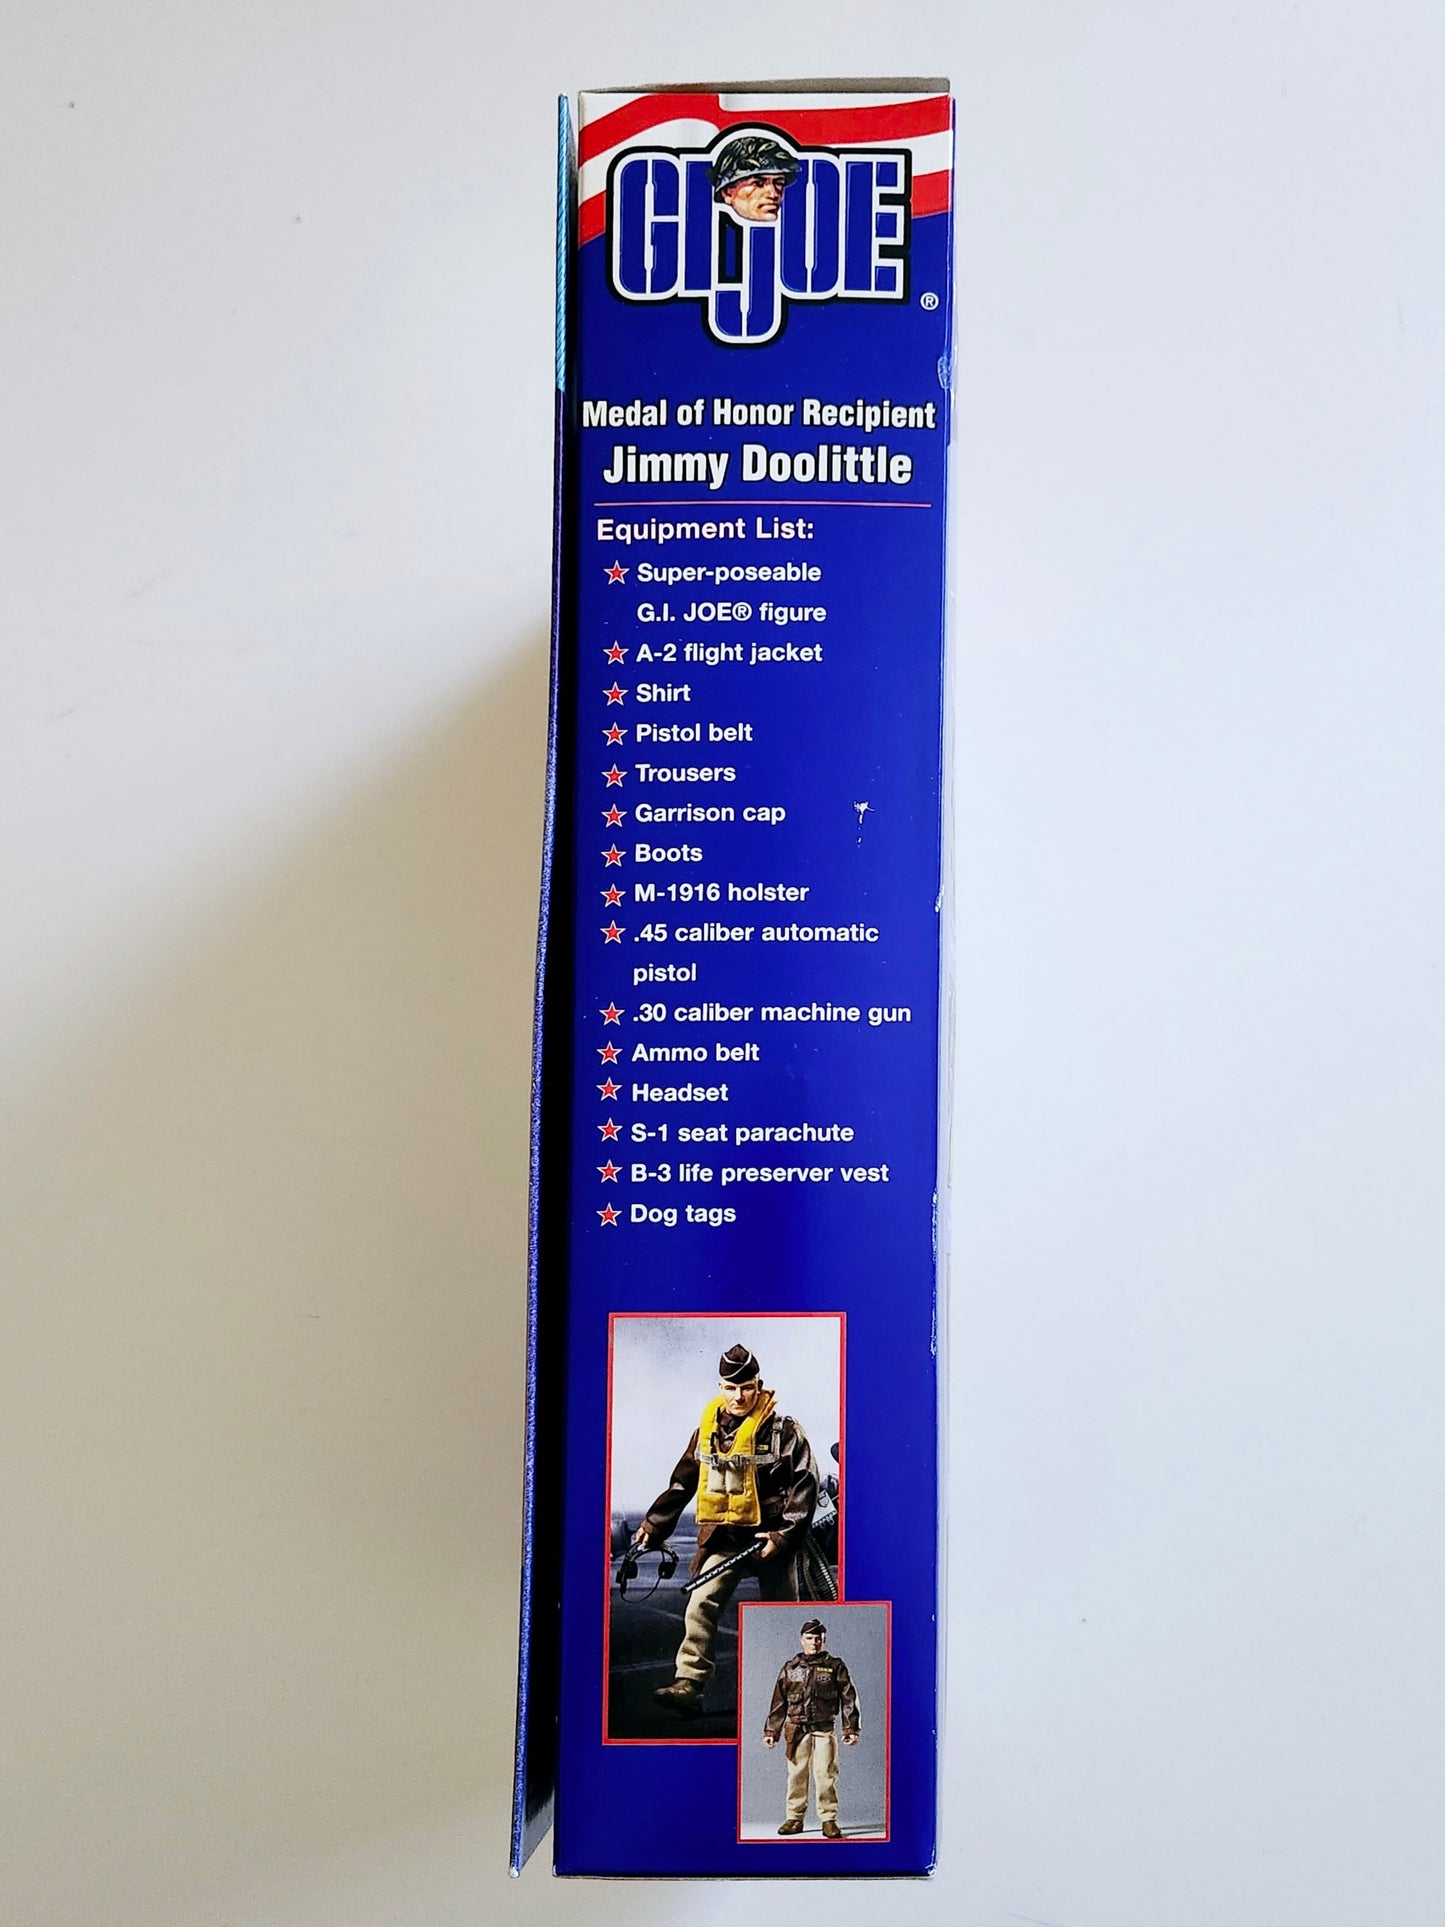 GI JOE ®
Medal of Honor Recipient
Jimmy Doolittle
Equipment List:
Super-poseable
G.I. JOE® figure
A-2 flight jacket
Shirt
Pistol belt
Trousers
Garrison cap
Boots
M-1916 holster
.45 caliber automatic
pistol
.30 caliber machine gun
Ammo belt
Headset
S-1 seat parachute
B-3 life preserver vest
Dog tags